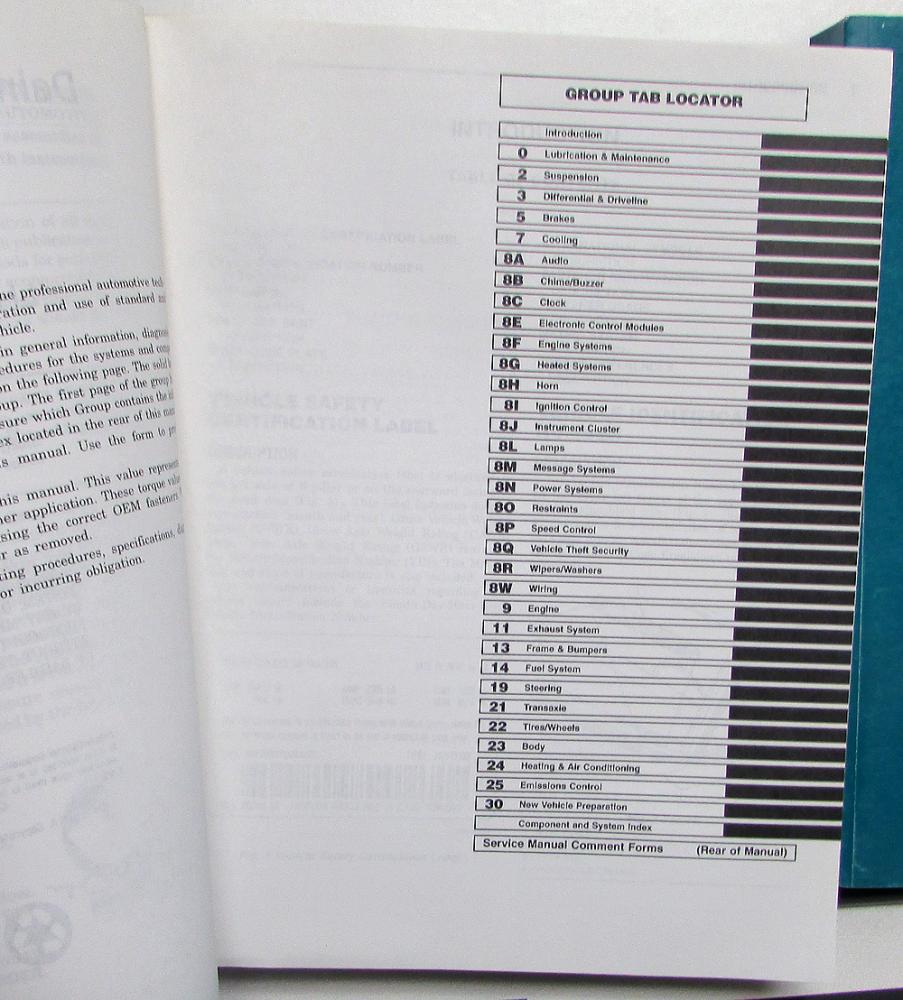 he professional automotive
ration and use of standard
hicle.
in general information,
edures for the systems and
on the following page. The solid
up. The first page of the group
sure which Group contains the
ex located in the rear of this
s manual. Use the form to
his manual. This value
her application. These torque
sing the correct OEM fasteners
r as removed.
ing procedures, specifications,
or incurring obligation.
GROUP TAB LOCATOR
Introduction
0 Lubrication & Maintenance
2 Suspension
3 Differential & Driveline
5 Brakes
7 Cooling
8A Audio
8B Chime/Buzzer
8C Clock
8E Electronic Control Modules
8F Engine Systems
8G Heated Systems
8H Horn
8I Ignition Control
8J Instrument Cluster
8L Lamps
8M Message Systems
8N Power Systems
8O Restraints
8P Speed Control
8Q Vehicle Theft Security
8R Wipers/Washers
8W Wiring
9 Engine
11 Exhaust System
13 Frame & Bumpers
14 Fuel System
19 Steering
21 Transaxle
22 Tires/Wheels
23 Body
24 Heating & Air Conditioning
25 Emissions Control
30 New Vehicle Preparation
Component and System Index
Service Manual Comment Forms (Rear of Manual)